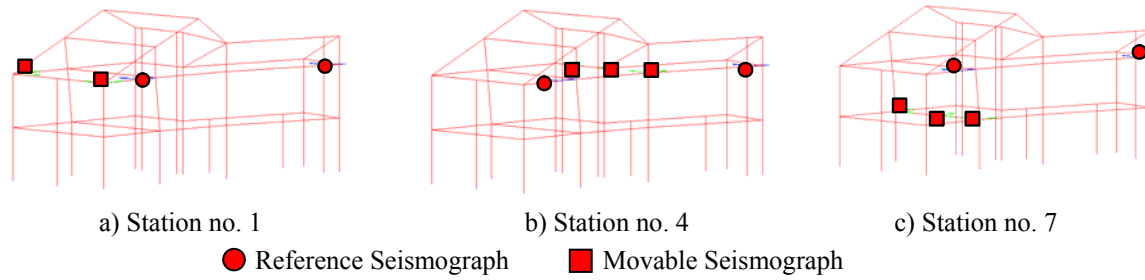 a) Station no. 1 b) Station no. 4 c) Station no. 7
Reference Seismograph Movable Seismograph